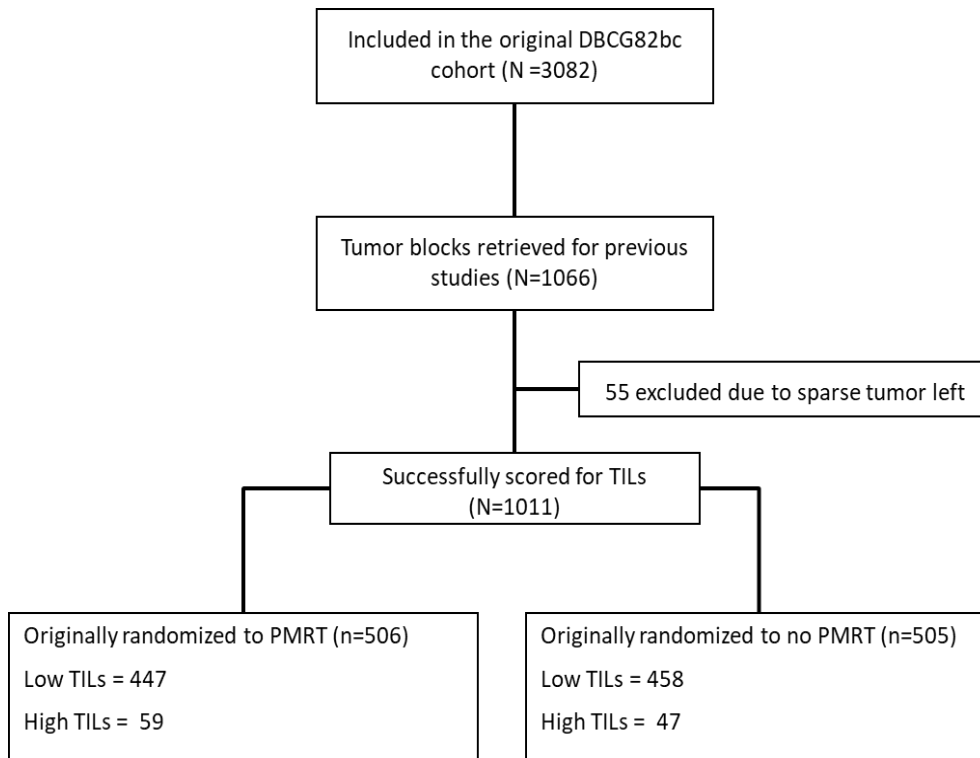 Included in the original DBCG82bc
cohort (N =3082)
Tumor blocks retrieved for previous
studies (N=1066)
55 excluded due to sparse tumor left
Successfully scored for TILs
(N=1011)
Originally randomized to PMRT (n=506)
Low TILs = 447
High TILs =  59
Originally randomized to no PMRT (n=505)
Low TILs = 458
High TILs =  47